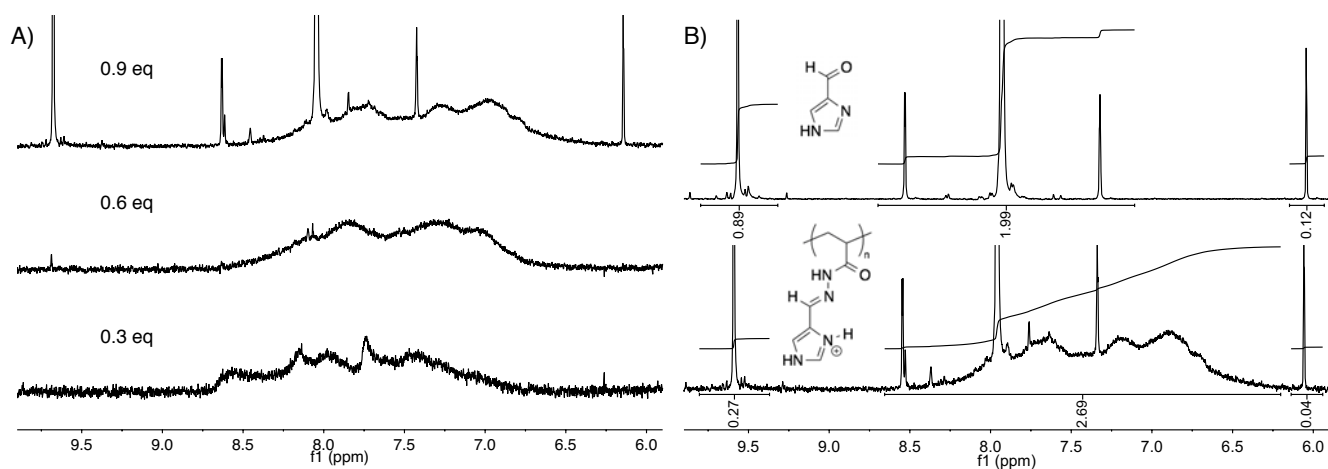 A)
0.9 eq
0.6 eq
0.3 eq
9.5 9.0 8.5 8.0 7.5 7.0 6.5 6.0
f1 (ppm)
B)
H O
N
HN
0.89 1.99 0.12
( )n
NH O
H N
N-H
⊕
HN
0.27 2.69 0.04
9.5 9.0 8.5 8.0 7.5 7.0 6.5 6.0
f1 (ppm)